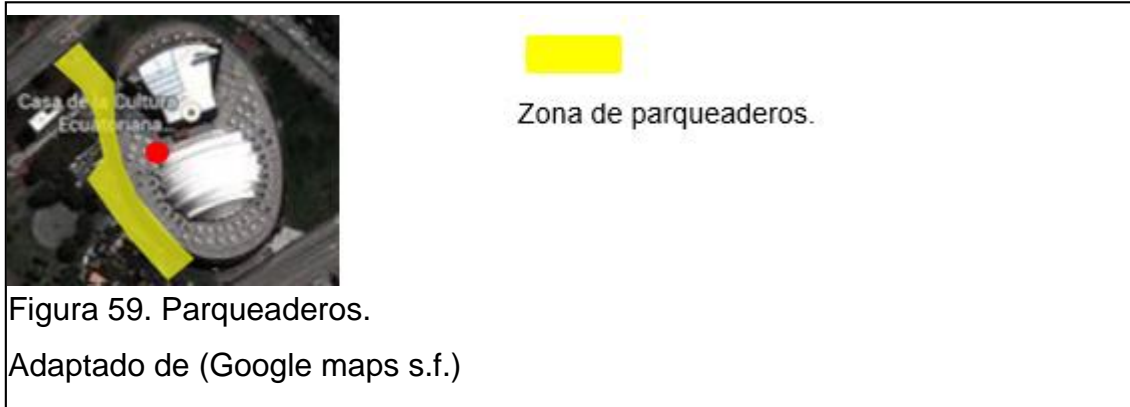 Casa de la Cultura
Ecuatoriana...
Zona de parqueaderos.
Figura 59. Parqueaderos.
Adaptado de (Google maps s.f.)